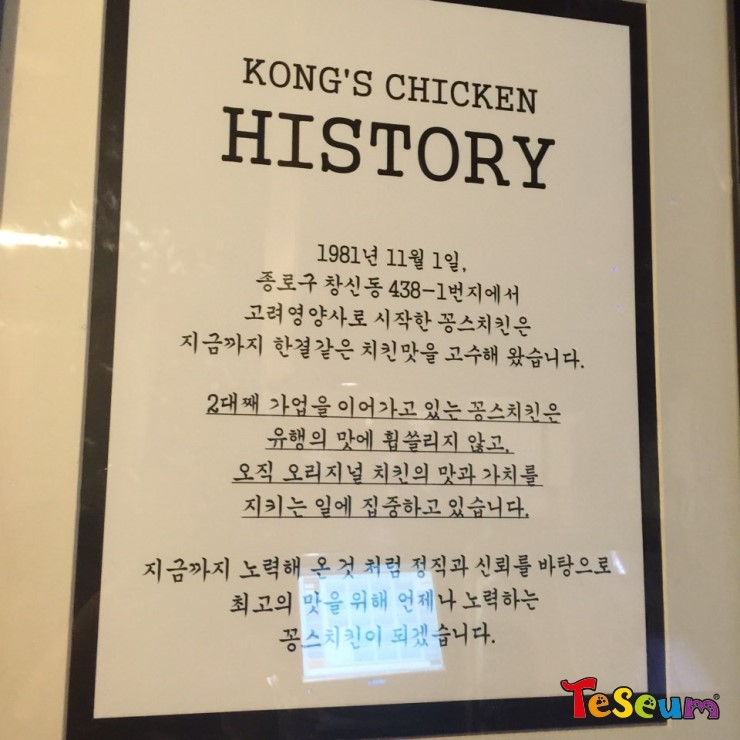 KONG'S CHICKEN
HISTORY
1981년 11월 1일,
종로구 창신동 438-1번지에서
고려영양사로 시작한 꽁스치킨은
지금까지 한결같은 치킨맛을 고수해 왔습니다.
2대째 가업을 이어가고 있는 꽁스치킨은
유행의 맛에 휩쓸리지 않고,
오직 오리지널 치킨의 맛과 가치를
지키는 일에 집중하고 있습니다.
지금까지 노력해 온 것 처럼 정직과 신뢰를 바탕으로
최고의 맛을 위해 언제나 노력하는
꽁스치킨이 되겠습니다.
TeSeum